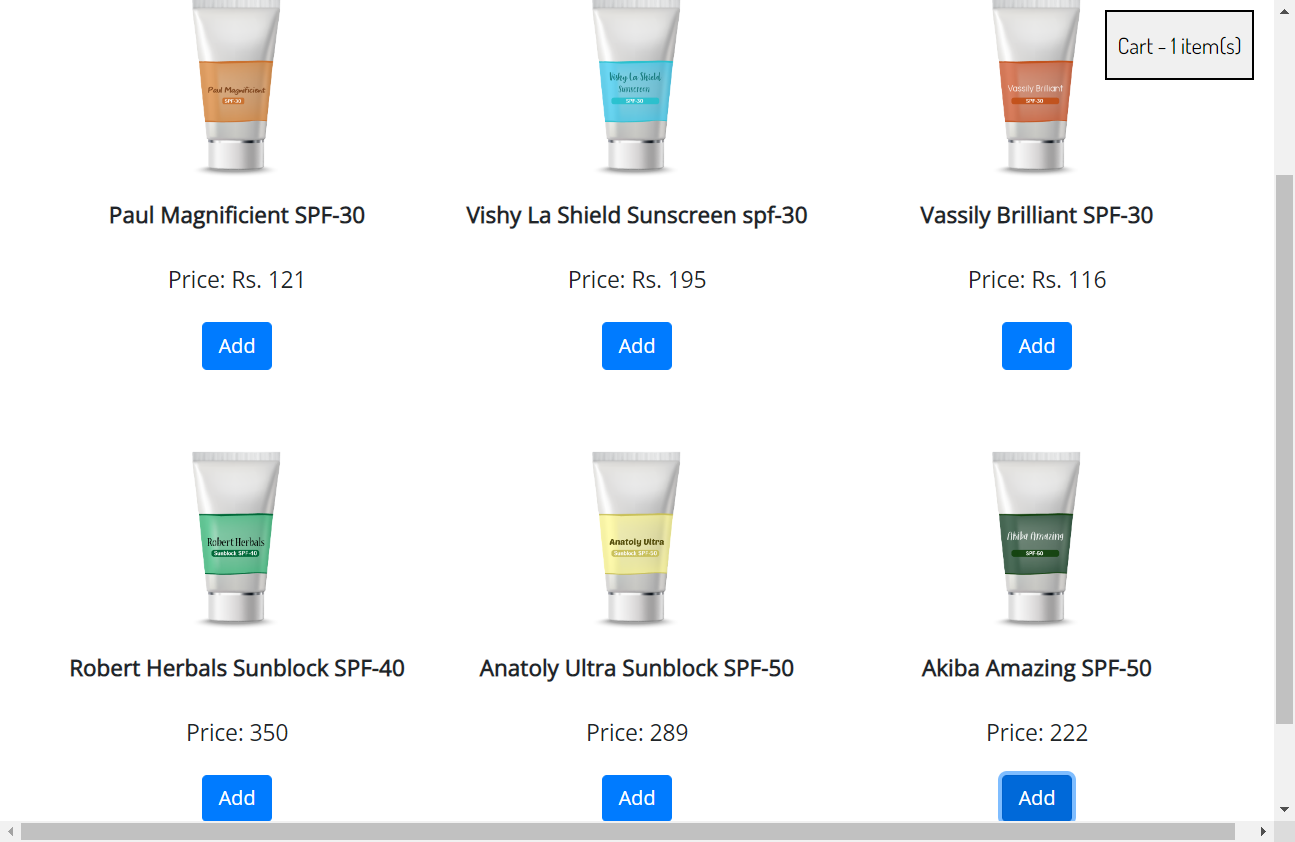 Cart - 1 item(s)
Paul Magnificient
SPF-30
Vishy La Shield
Sunscreen
SPF-30
Vassily Brilliant
SPF-30
Paul Magnificient SPF-30
Vishy La Shield Sunscreen spf-30
Vassily Brilliant SPF-30
Price: Rs. 121
Price: Rs. 195
Price: Rs. 116
Add
Add
Add
Robert Herbals
Sunblock SPF-40
Anatoly Ultra
Sunblock SPF-50
Akiba Amazing
SPF-50
Robert Herbals Sunblock SPF-40
Anatoly Ultra Sunblock SPF-50
Akiba Amazing SPF-50
Price: 350
Price: 289
Price: 222
Add
Add
Add